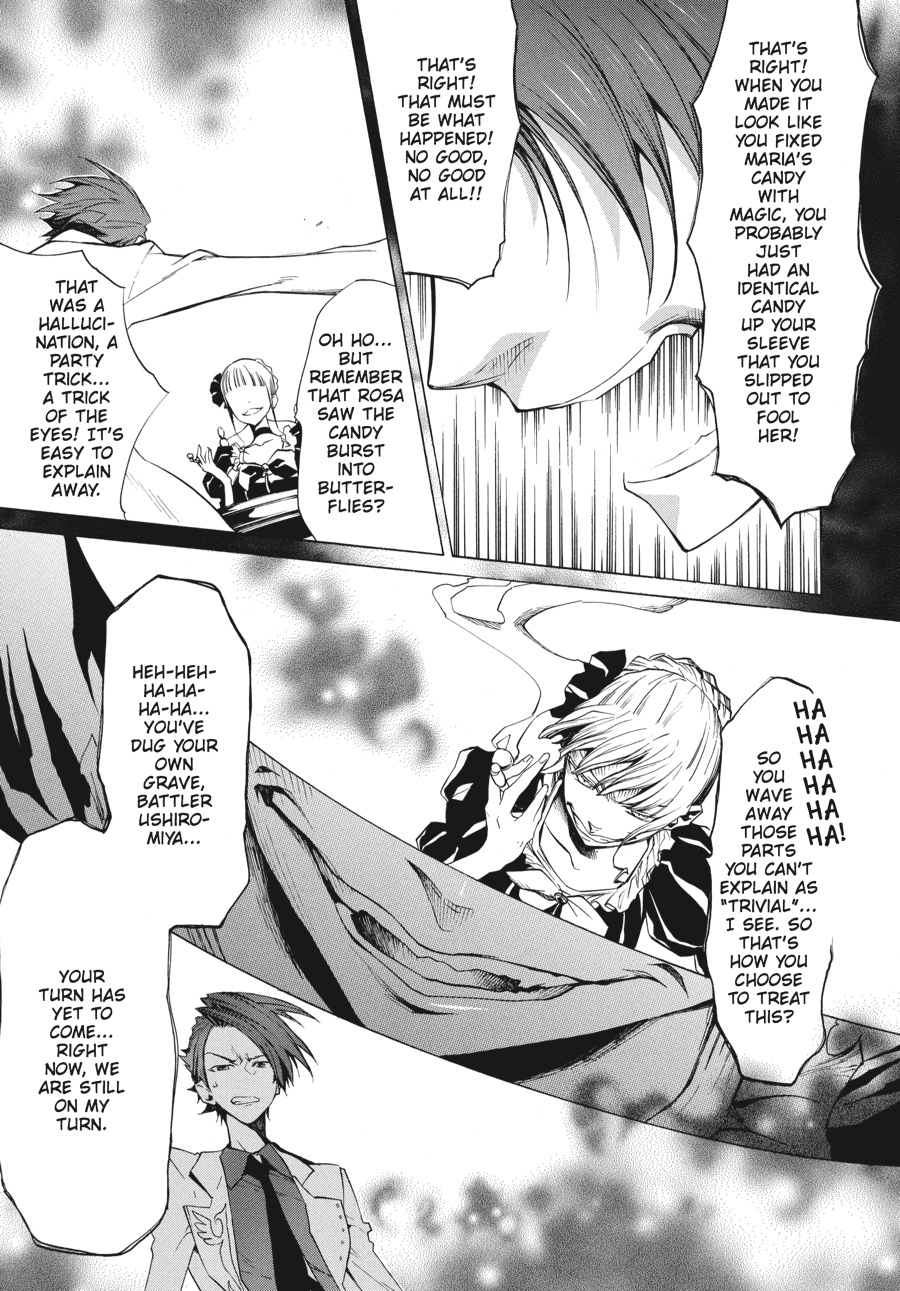 THAT'S
RIGHT!
WHEN YOU
MADE IT
LOOK LIKE
YOU FIXED
MARIA'S
CANDY
WITH
MAGIC, YOU
PROBABLY
JUST
HAD AN
IDENTICAL
CANDY
UP YOUR
SLEEVE
THAT YOU
SLIPPED
OUT TO
FOOL
HER!
THAT'S
RIGHT!
THAT MUST
BE WHAT
HAPPENED!
NO GOOD,
NO GOOD
AT ALL!!
OH HO...
BUT
REMEMBER
THAT ROSA
SAW THE
CANDY
BURST
INTO
BUTTER-
FLIES?
THAT
WAS A
HALLUCI-
NATION, A
PARTY
TRICK...
A TRICK
OF THE
EYES! IT'S
EASY TO
EXPLAIN
AWAY.
HA
HA
HA
HA
HA
HA!
SO
YOU
WAVE
AWAY
THOSE
PARTS
YOU CAN'T
EXPLAIN AS
"TRIVIAL"...
I SEE. SO
THAT'S
HOW YOU
CHOOSE
TO TREAT
THIS?
HEH-HEH-
HA-HA-
HA-HA...
YOU'VE
DUG YOUR
OWN
GRAVE,
BATTLER
USHIRO-
MIYA...
YOUR
TURN HAS
YET TO
COME...
RIGHT
NOW, WE
ARE STILL
ON MY
TURN.